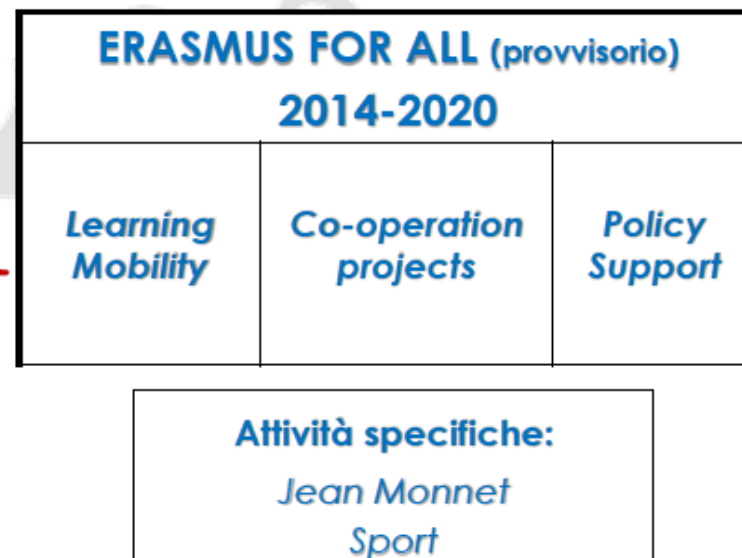 ERASMUS FOR ALL (provvisorio)
2014-2020
Learning
Mobility
Co-operation
projects
Policy
Support
Attività specifiche:
Jean Monnet
Sport